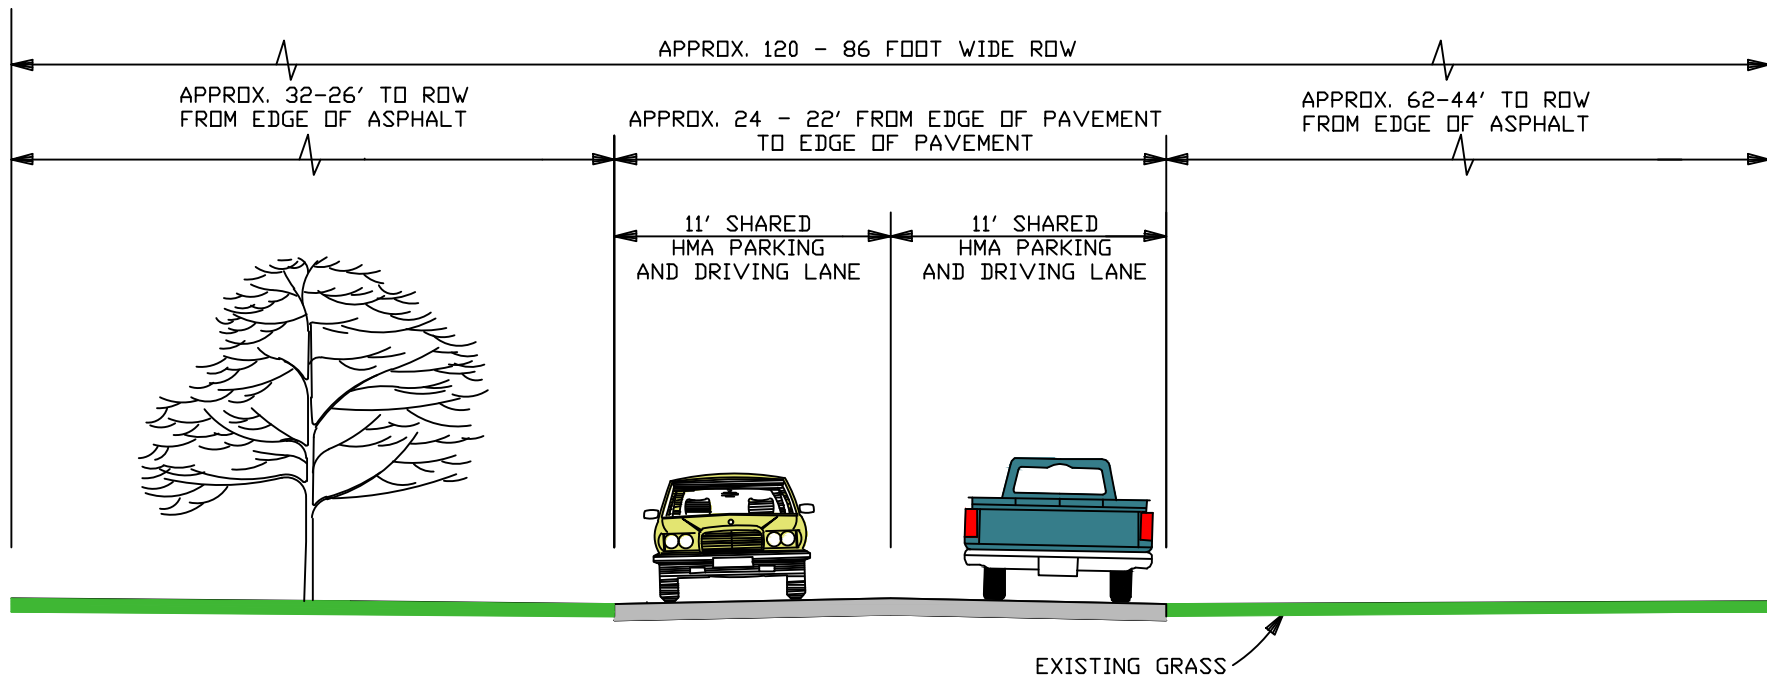 APPROX. 120 - 86 FOOT WIDE ROW
APPROX. 32-26' TO ROW
FROM EDGE OF ASPHALT
APPROX. 24 - 22' FROM EDGE OF PAVEMENT
TO EDGE OF PAVEMENT
APPROX. 62-44' TO ROW
FROM EDGE OF ASPHALT
11' SHARED
HMA PARKING
AND DRIVING LANE
11' SHARED
HMA PARKING
AND DRIVING LANE
EXISTING GRASS